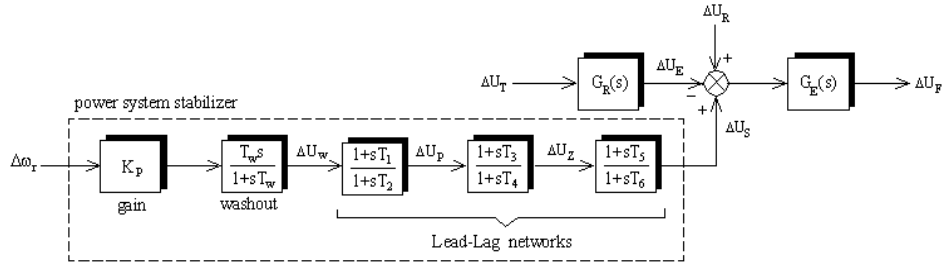 ΔU_R
ΔU_T
G_R(s)
ΔU_E
+
−
+
G_E(s)
ΔU_F
ΔU_S
power system stabilizer
Δω_r
K_P
T_w s
1+sT_w
ΔU_w
1+sT_1
1+sT_2
ΔU_P
1+sT_3
1+sT_4
ΔU_Z
1+sT_5
1+sT_6
gain
washout
Lead-Lag networks